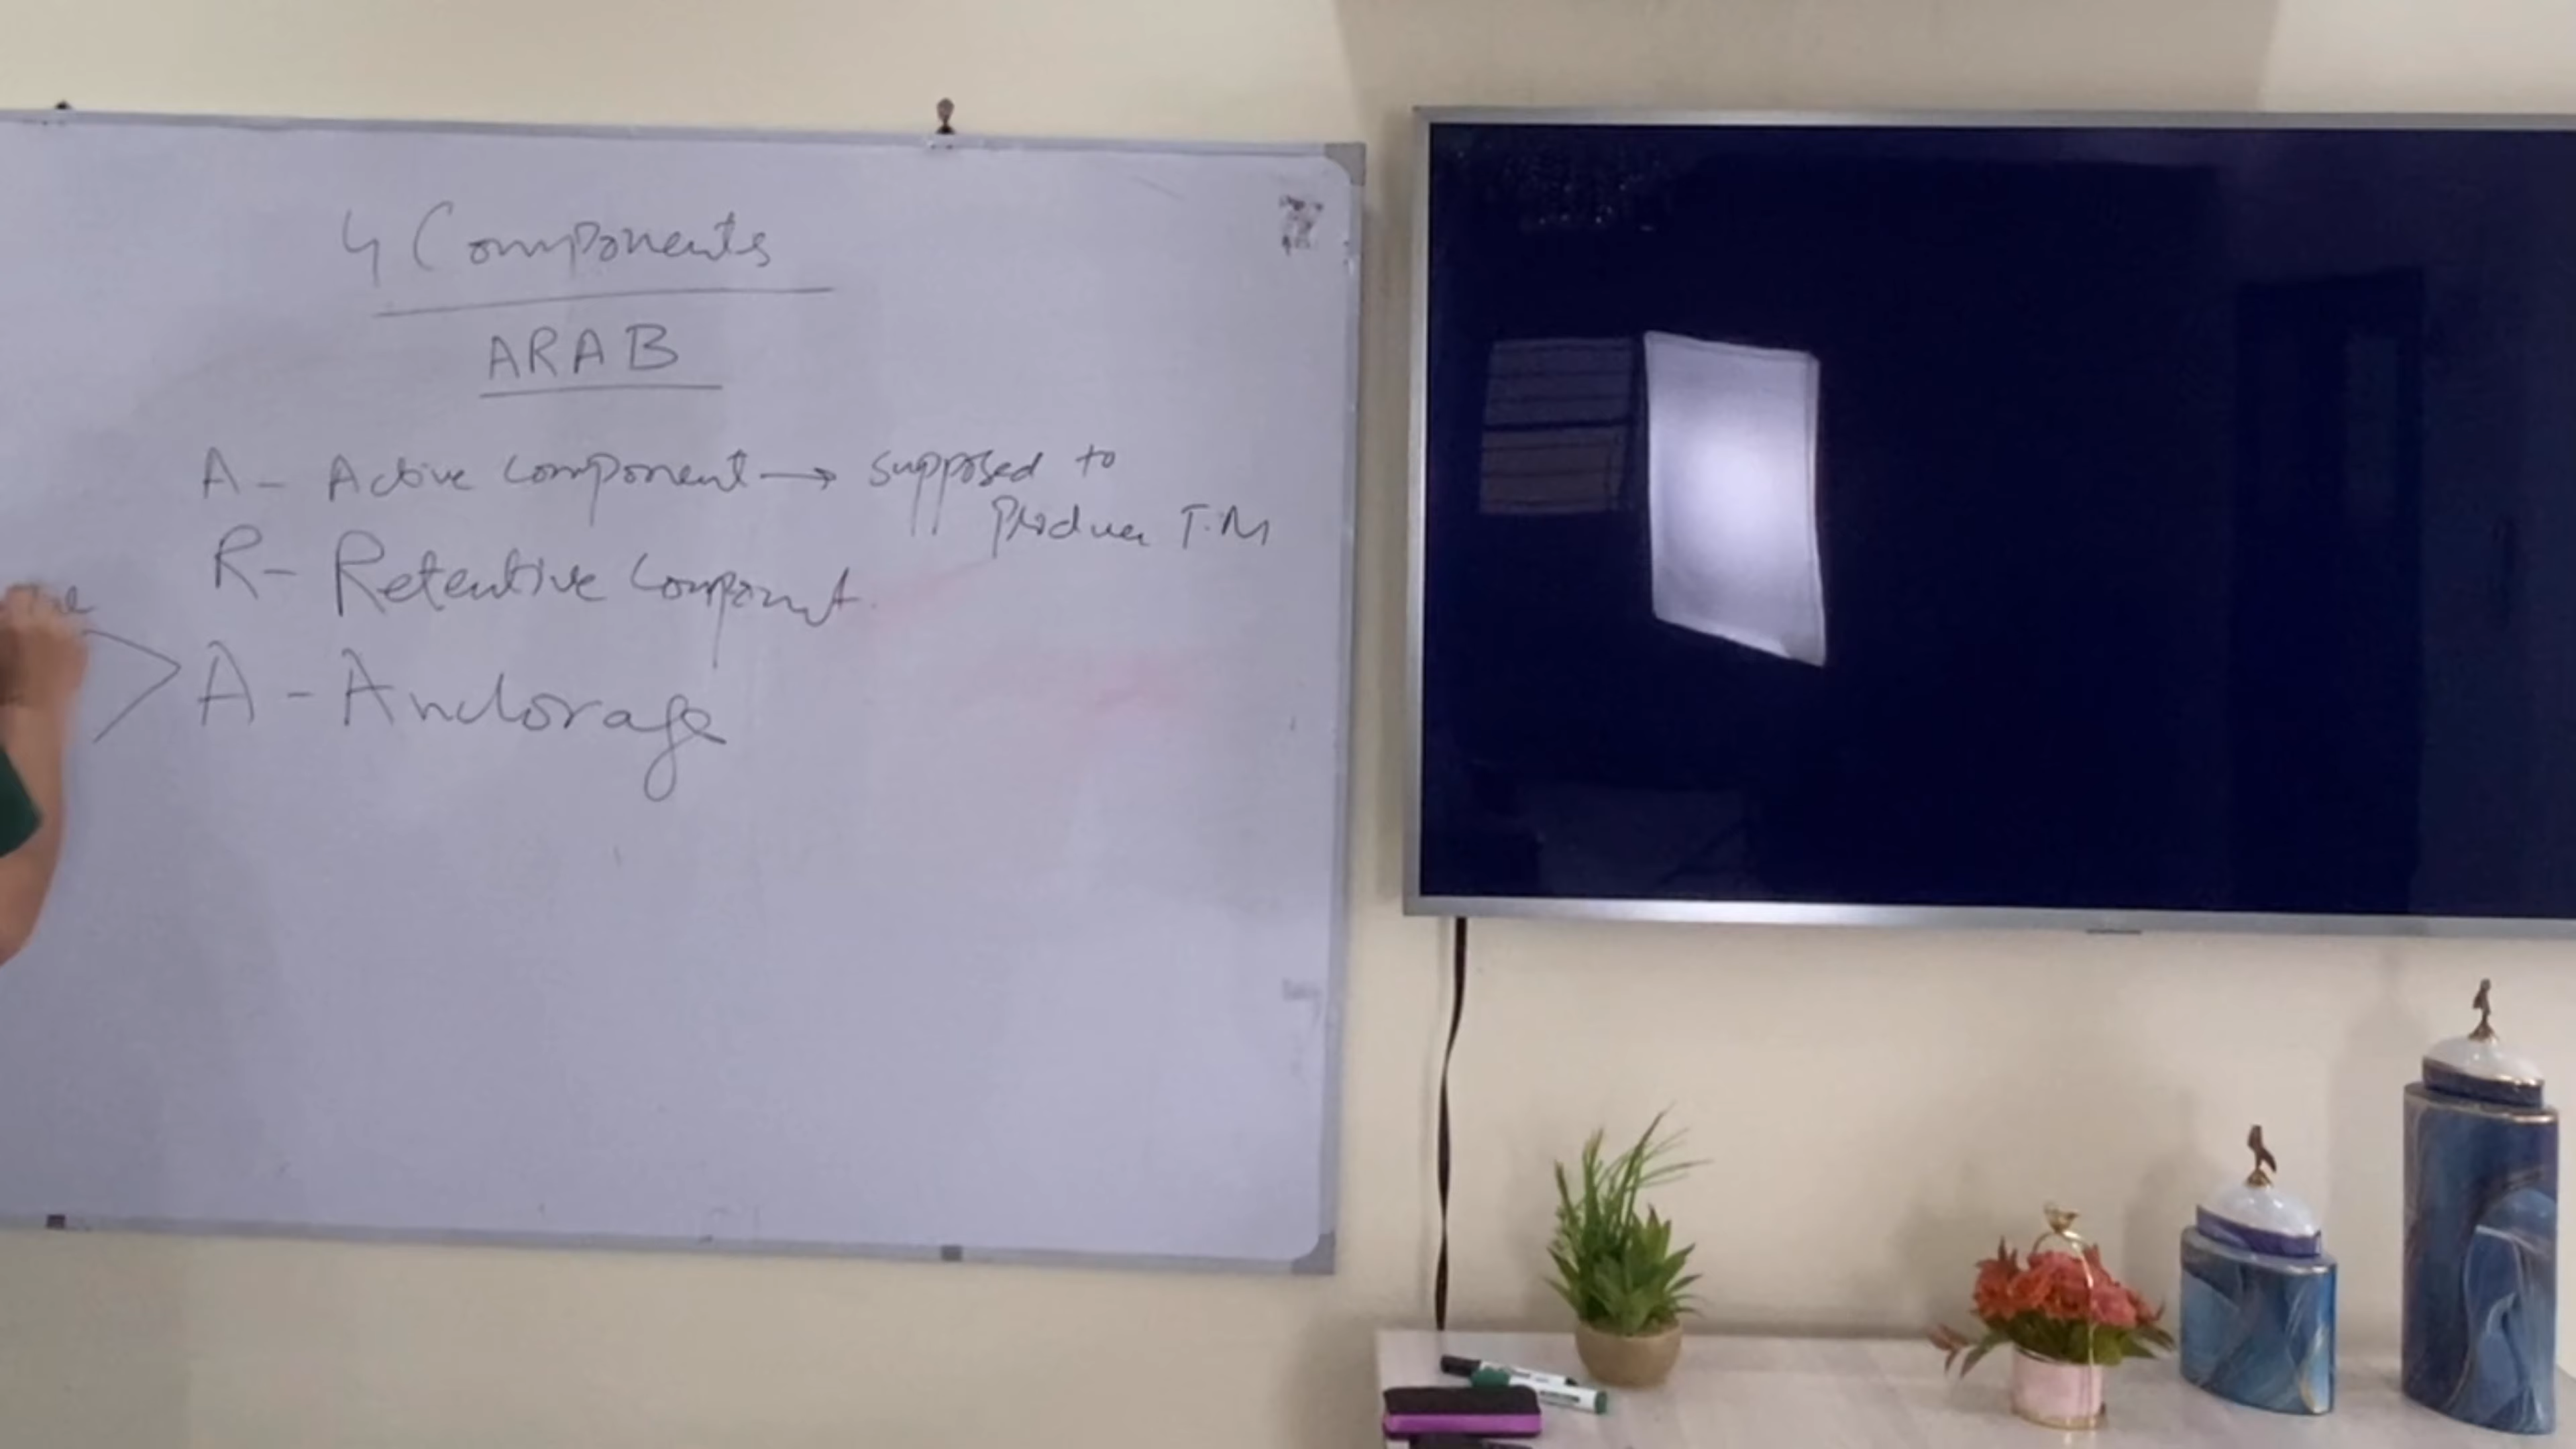 4 Components
ARAB
A - Active Component → supposed to
Produce T.M
R - Retentive Component.
A - Anchorage